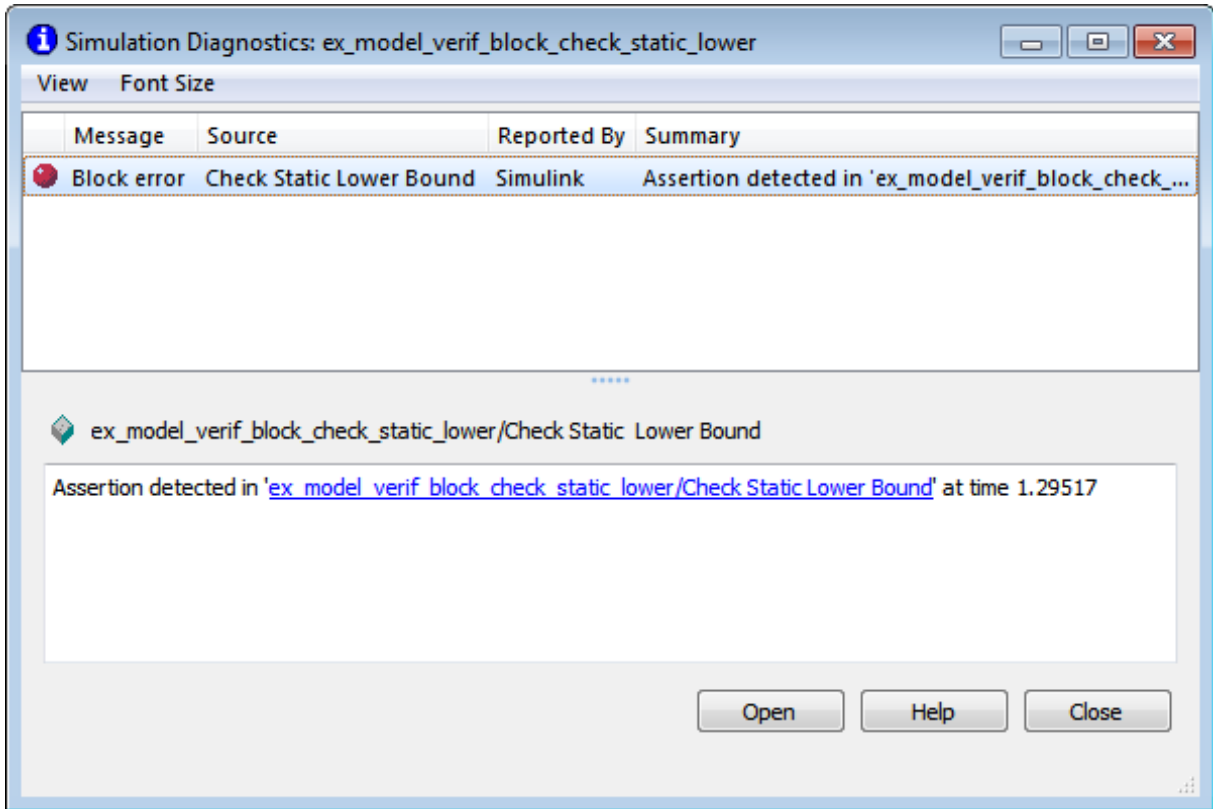 Simulation Diagnostics: ex_model_verif_block_check_static_lower
View Font Size
Message Source Reported By Summary
Block error Check Static Lower Bound Simulink Assertion detected in 'ex_model_verif_block_check_...
ex_model_verif_block_check_static_lower/Check Static Lower Bound
Assertion detected in 'ex_model_verif_block_check_static_lower/Check Static Lower Bound' at time 1.29517
Open Help Close